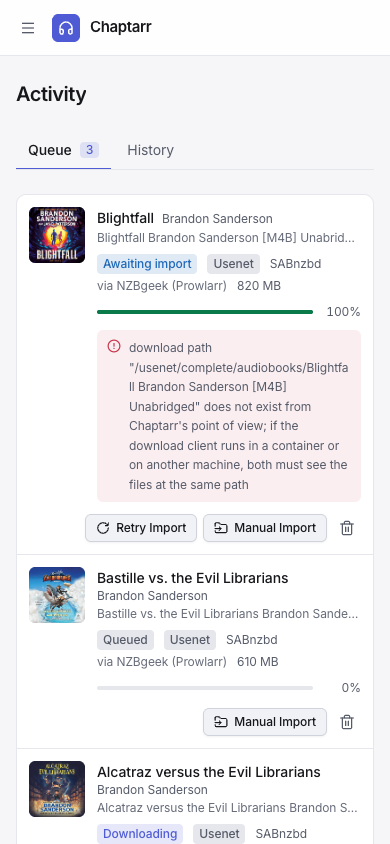 Chaptarr
Activity
Queue 3 History
BRANDON
SANDERSON
BLIGHTFALL
Blightfall Brandon Sanderson
Blightfall Brandon Sanderson [M4B] Unabrid...
Awaiting import Usenet SABnzbd
via NZBgeek (Prowlarr) 820 MB
100%
download path
"/usenet/complete/audiobooks/Blightfa
ll Brandon Sanderson [M4B]
Unabridged" does not exist from
Chaptarr's point of view; if the
download client runs in a container or
on another machine, both must see the
files at the same path
Retry Import Manual Import
Bastille vs. the Evil Librarians
Brandon Sanderson
Bastille vs. the Evil Librarians Brandon Sande...
Queued Usenet SABnzbd
via NZBgeek (Prowlarr) 610 MB
0%
Manual Import
ALCATRAZ
EVIL LIBRARIANS
BRANDON
SANDERSON
Alcatraz versus the Evil Librarians
Brandon Sanderson
Alcatraz versus the Evil Librarians Brandon S...
Downloading Usenet SABnzbd